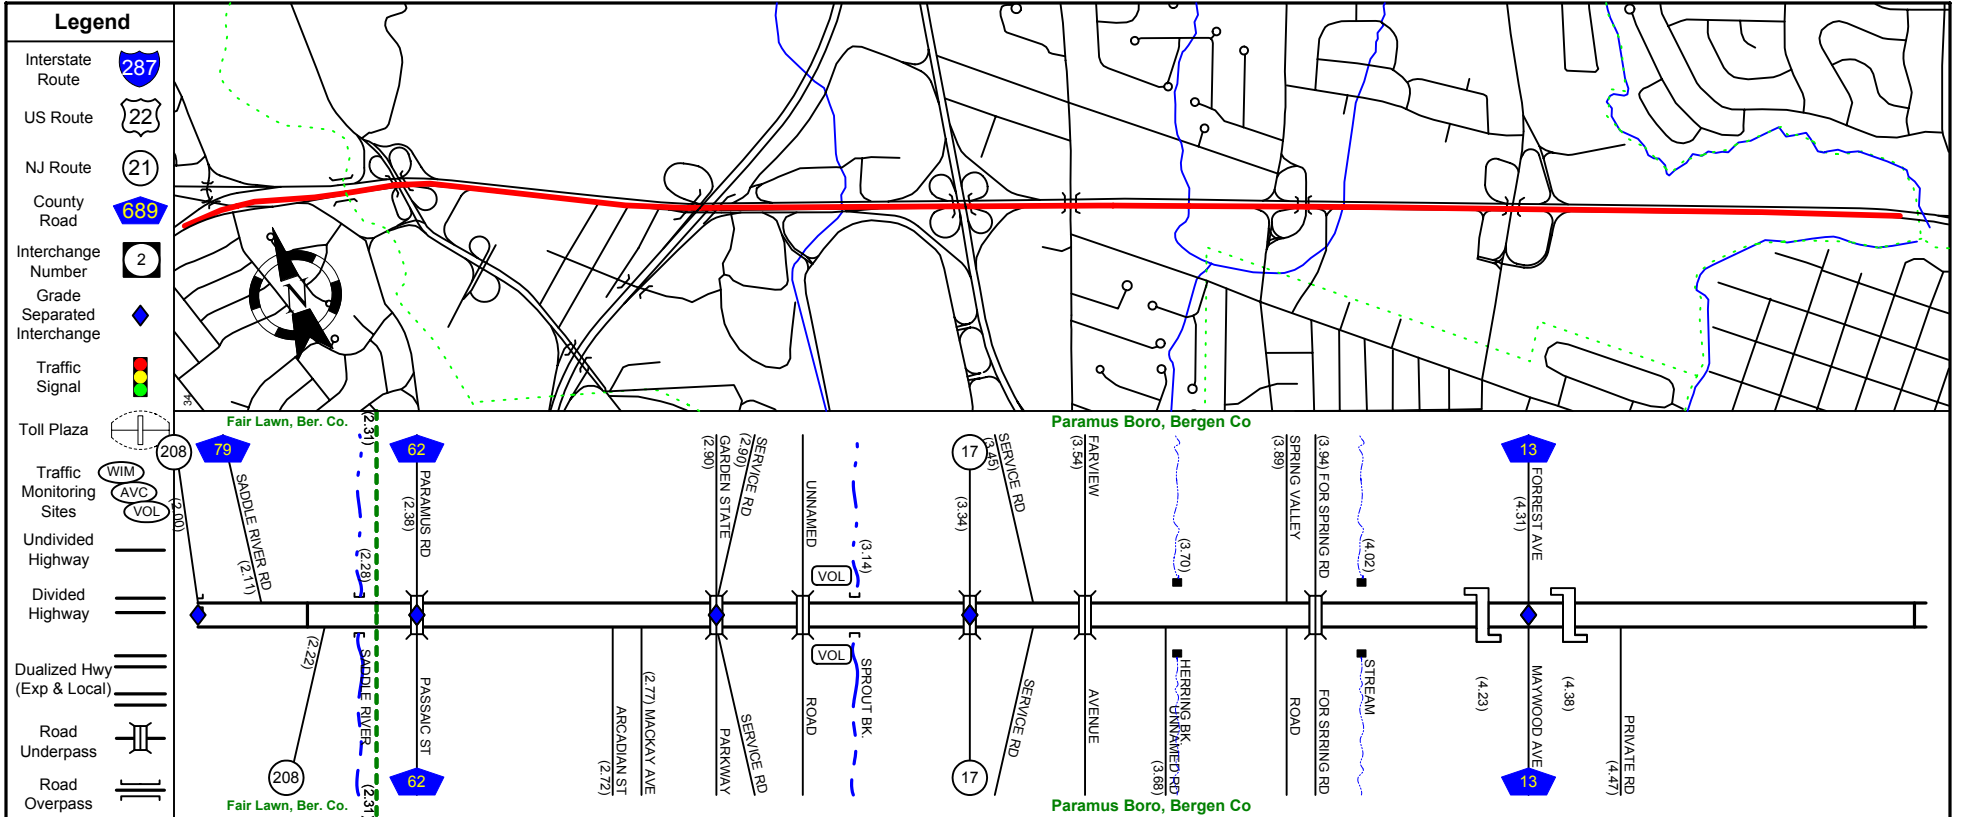 Legend
Interstate
Route
287
US Route
22
NJ Route
21
County
Road
689
Interchange
Number
2
Grade
Separated
Interchange
Traffic
Signal
Toll Plaza
Traffic
Monitoring
Sites
WIM
AVC
VOL
Undivided
Highway
Divided
Highway
Dualized Hwy
(Exp & Local)
Road
Underpass
Road
Overpass
N
34
Fair Lawn, Ber. Co.
(2.31)
Paramus Boro, Bergen Co
208
(2.00)
79
SADDLE RIVER RD
(2.11)
(2.28)
62
PARAMUS RD
(2.38)
(2.90)
GARDEN STATE
(2.90)
SERVICE RD
UNNAMED
VOL
(3.14)
17
(3.34)
(3.45)
SERVICE RD
(3.54)
FARVIEW
(3.70)
(3.89)
SPRING VALLEY
(3.94) FOR SPRING RD
(4.02)
13
FORREST AVE
(4.31)
(2.22)
208
SADDLE RIVER
(2.31)
PASSAIC ST
62
ARCADIAN ST
(2.72)
(2.77) MACKAY AVE
PARKWAY
SERVICE RD
ROAD
VOL
SPROUT BK.
17
SERVICE RD
AVENUE
(3.68)
UNNAMED RD
HERRING BK.
ROAD
FOR SRRING RD
STREAM
(4.23)
MAYWOOD AVE
13
(4.38)
PRIVATE RD
(4.47)
Fair Lawn, Ber. Co.
Paramus Boro, Bergen Co